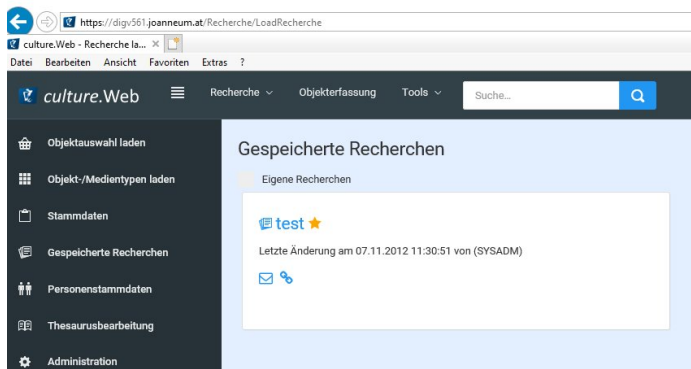 https://digv561.joanneum.at/Recherche/LoadRecherche
culture.Web - Recherche la...
Datei Bearbeiten Ansicht Favoriten Extras ?
culture.Web Recherche Objekterfassung Tools Suche...
Objektauswahl laden
Objekt-/Medientypen laden
Stammdaten
Gespeicherte Recherchen
Personenstammdaten
Thesaurusbearbeitung
Administration
Gespeicherte Recherchen
Eigene Recherchen
test
Letzte Änderung am 07.11.2012 11:30:51 von (SYSADM)